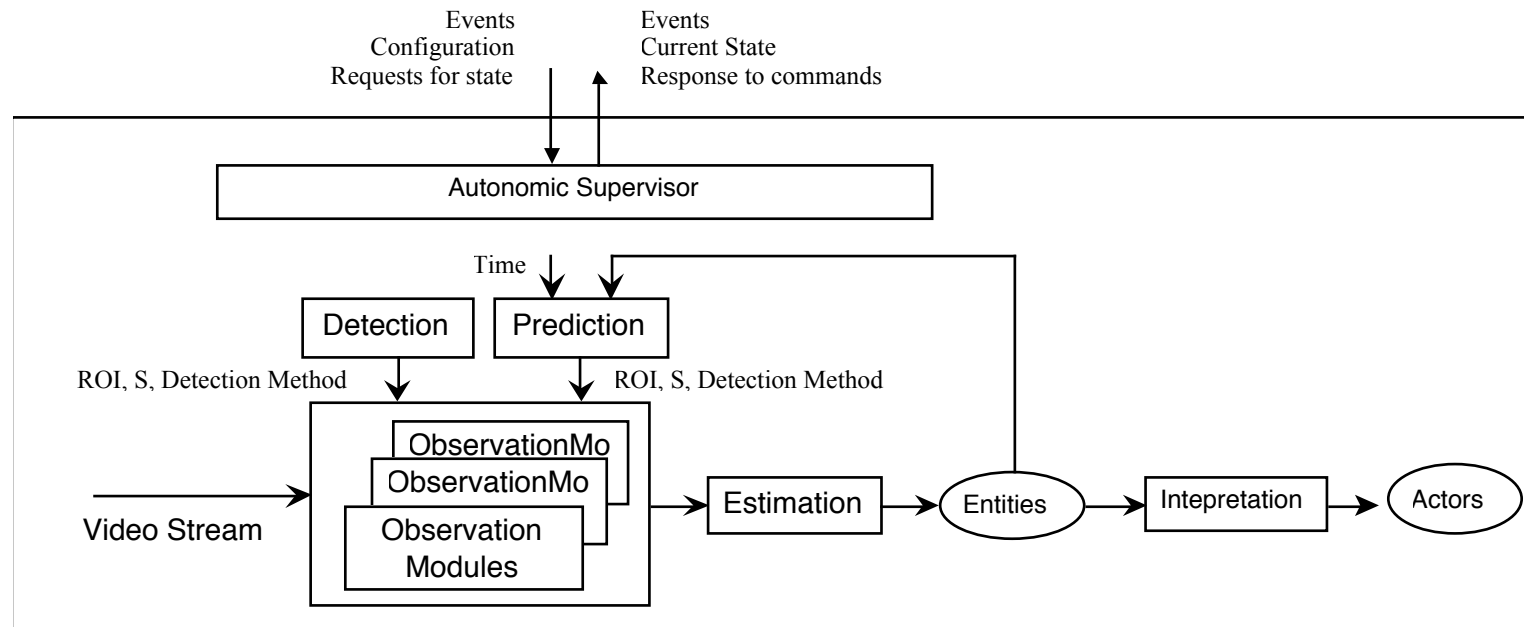 Events
Configuration
Requests for state
Events
Current State
Response to commands
Autonomic Supervisor
Time
Detection
Prediction
ROI, S, Detection Method
ROI, S, Detection Method
ObservationMo
ObservationMo
Observation
Modules
Video Stream
Estimation
Entities
Intepretation
Actors